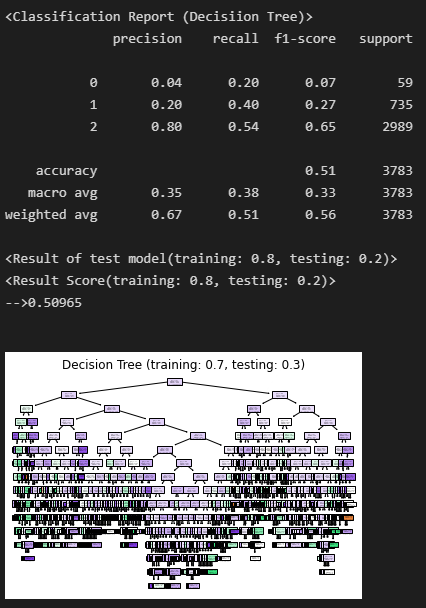 <Classification Report (Decisiion Tree)>
precision recall f1-score support
0 0.04 0.20 0.07 59
1 0.20 0.40 0.27 735
2 0.80 0.54 0.65 2989
accuracy 0.51 3783
macro avg 0.35 0.38 0.33 3783
weighted avg 0.67 0.51 0.56 3783
<Result of test model(training: 0.8, testing: 0.2)>
<Result Score(training: 0.8, testing: 0.2)>
-->0.50965
Decision Tree (training: 0.7, testing: 0.3)